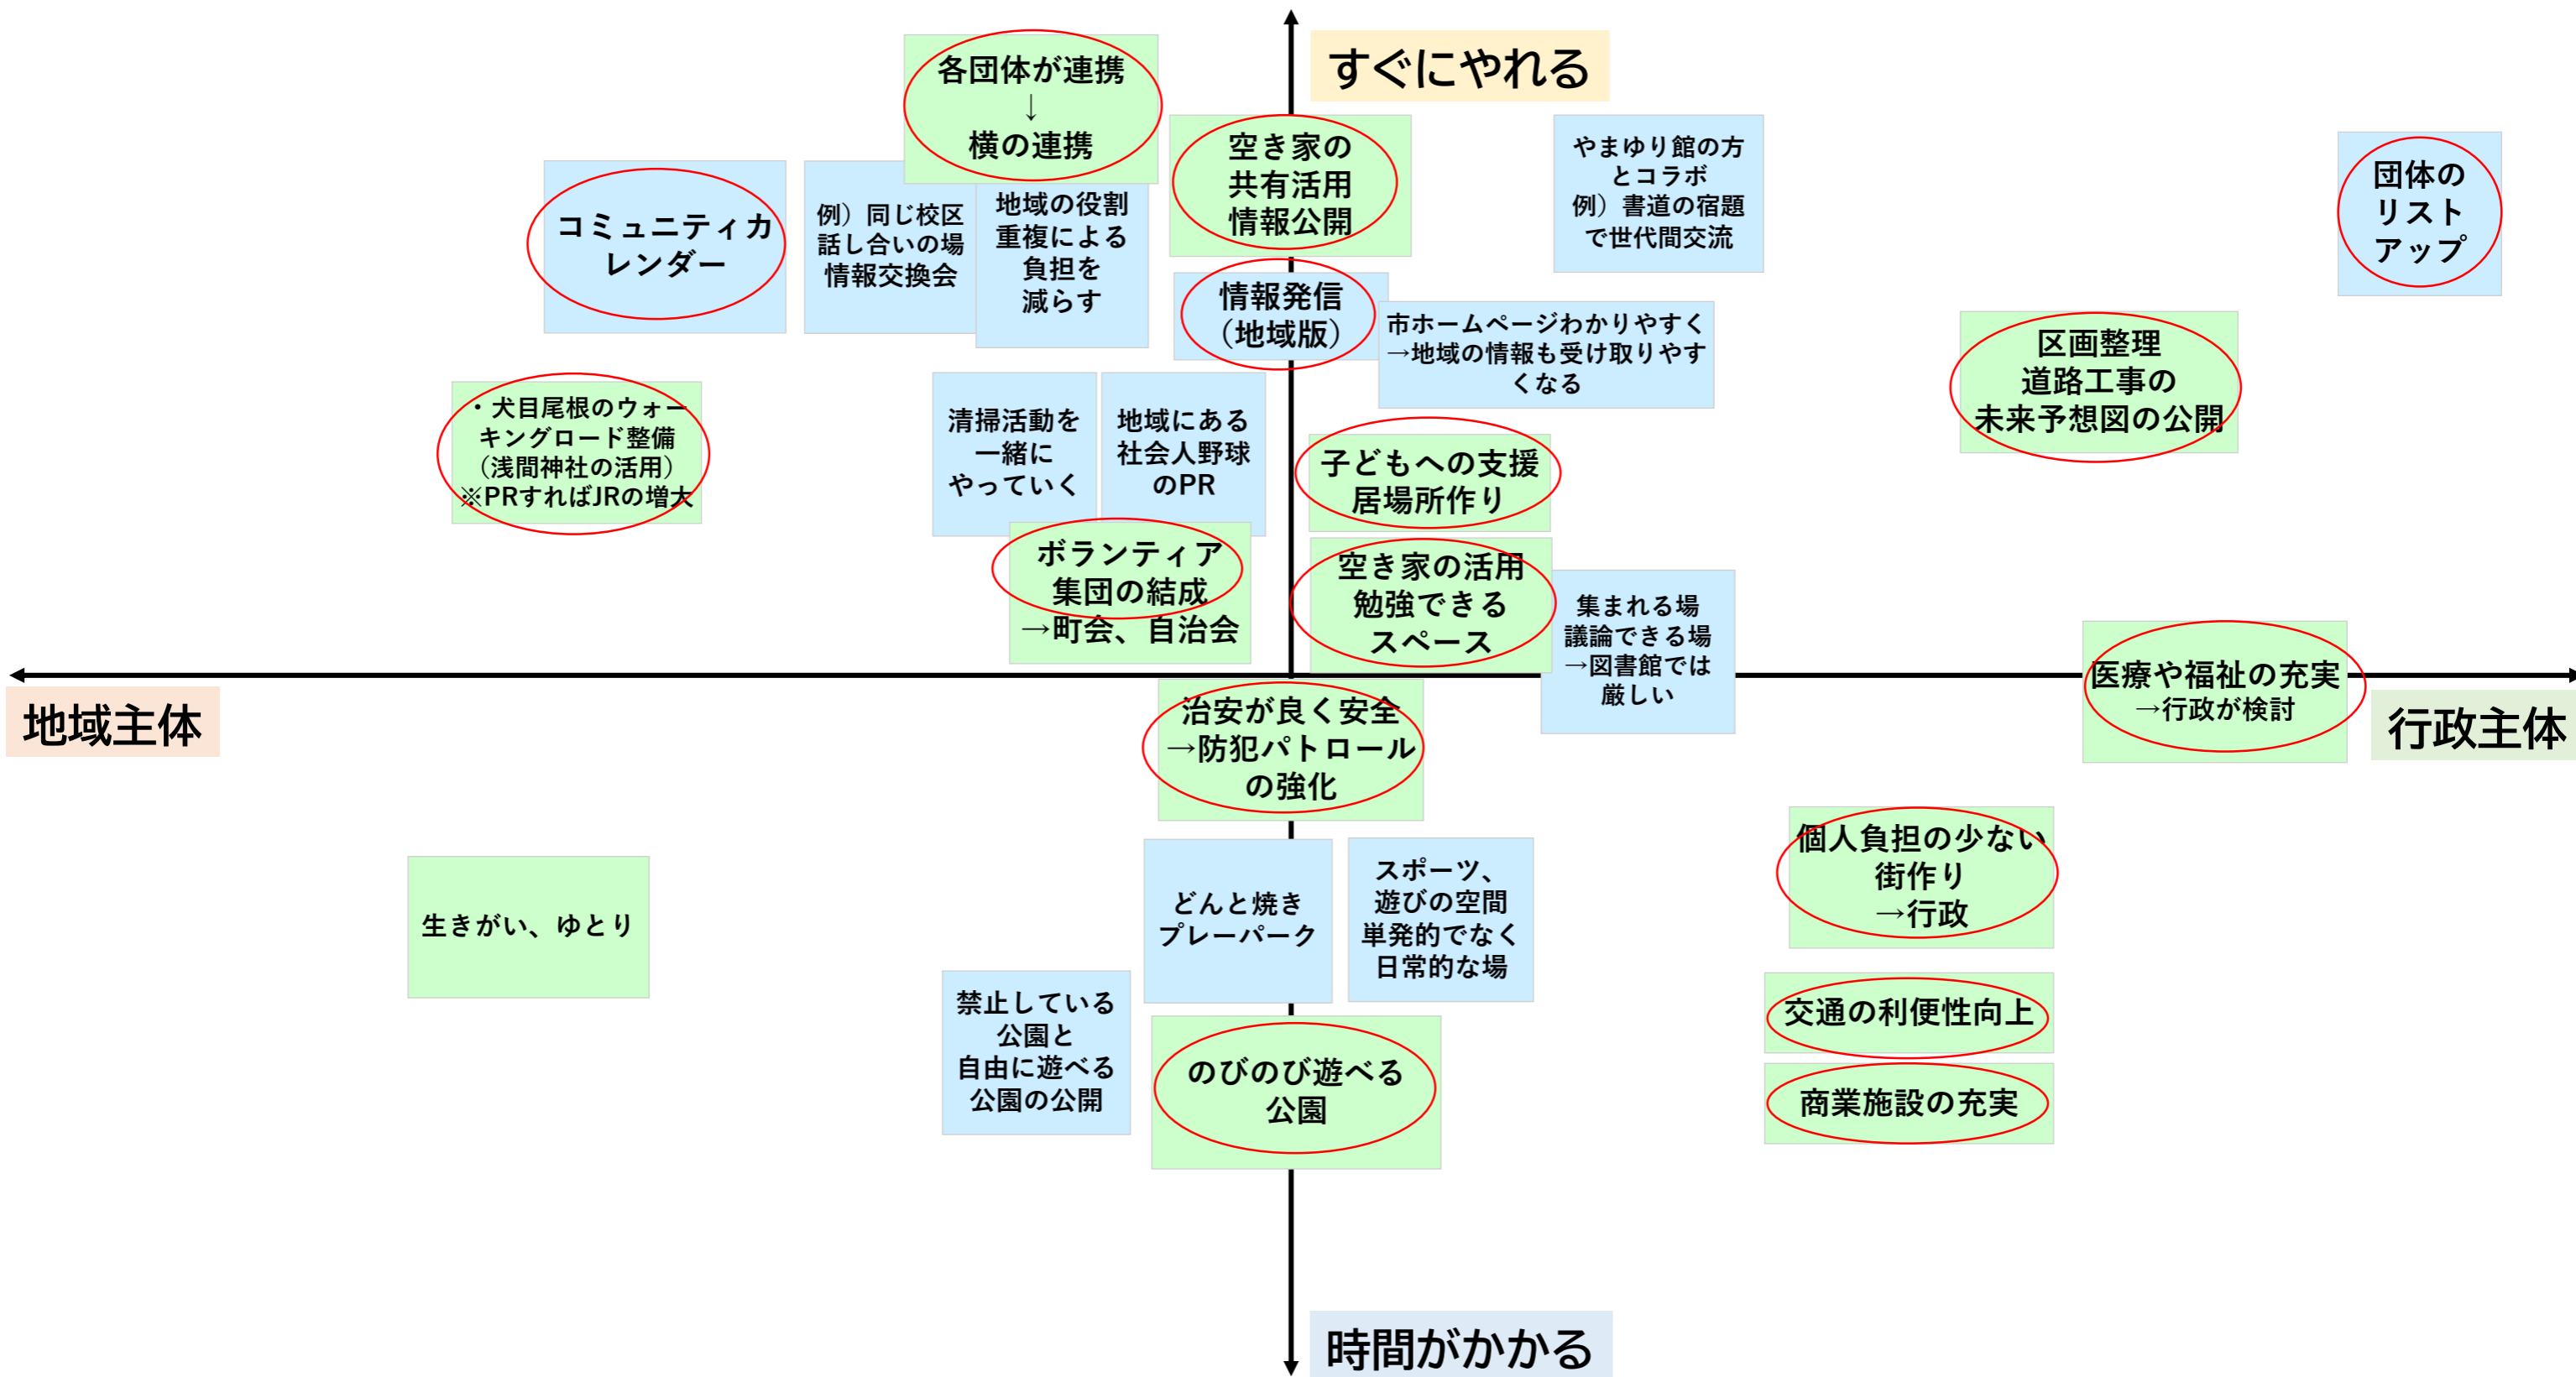 すぐにやれる
各団体が連携
↓
横の連携
空き家の
共有活用
情報公開
やまゆり館の方
とコラボ
例）書道の宿題
で世代間交流
団体の
リスト
アップ
コミュニティカ
レンダー
例）同じ校区
話し合いの場
情報交換会
地域の役割
重複による
負担を
減らす
情報発信
（地域版）
市ホームページわかりやすく
→地域の情報も受け取りやす
くなる
区画整理
道路工事の
未来予想図の公開
・犬目尾根のウォー
キングロード整備
（浅間神社の活用）
※PRすればJRの増大
清掃活動を
一緒に
やっていく
地域にある
社会人野球
のPR
子どもへの支援
居場所作り
ボランティア
集団の結成
→町会、自治会
空き家の活用
勉強できる
スペース
集まれる場
議論できる場
→図書館では
厳しい
医療や福祉の充実
→行政が検討
地域主体
行政主体
治安が良く安全
→防犯パトロール
の強化
個人負担の少ない
街作り
→行政
生きがい、ゆとり
どんと焼き
プレーパーク
スポーツ、
遊びの空間
単発的でなく
日常的な場
禁止している
公園と
自由に遊べる
公園の公開
のびのび遊べる
公園
交通の利便性向上
商業施設の充実
時間がかかる